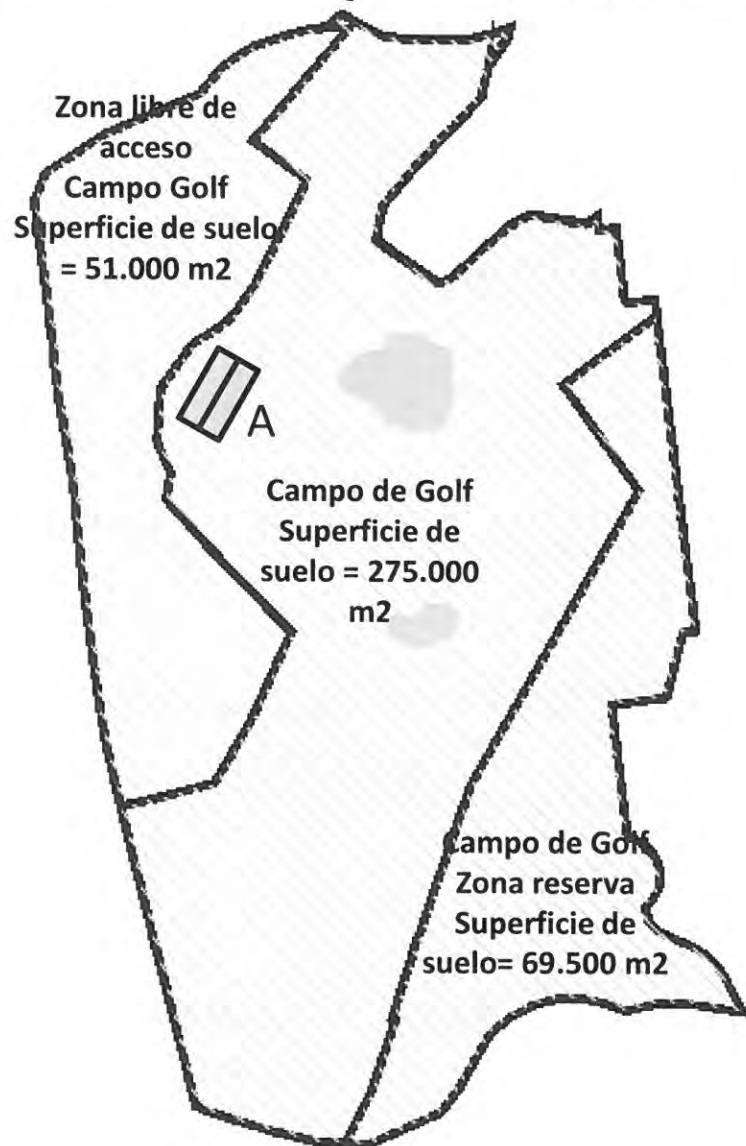 Zona libre de
acceso
Campo Golf
Superficie de suelo
= 51.000 m2
A
Campo de Golf
Superficie de
suelo = 275.000
m2
Campo de Golf
Zona reserva
Superficie de
suelo= 69.500 m2